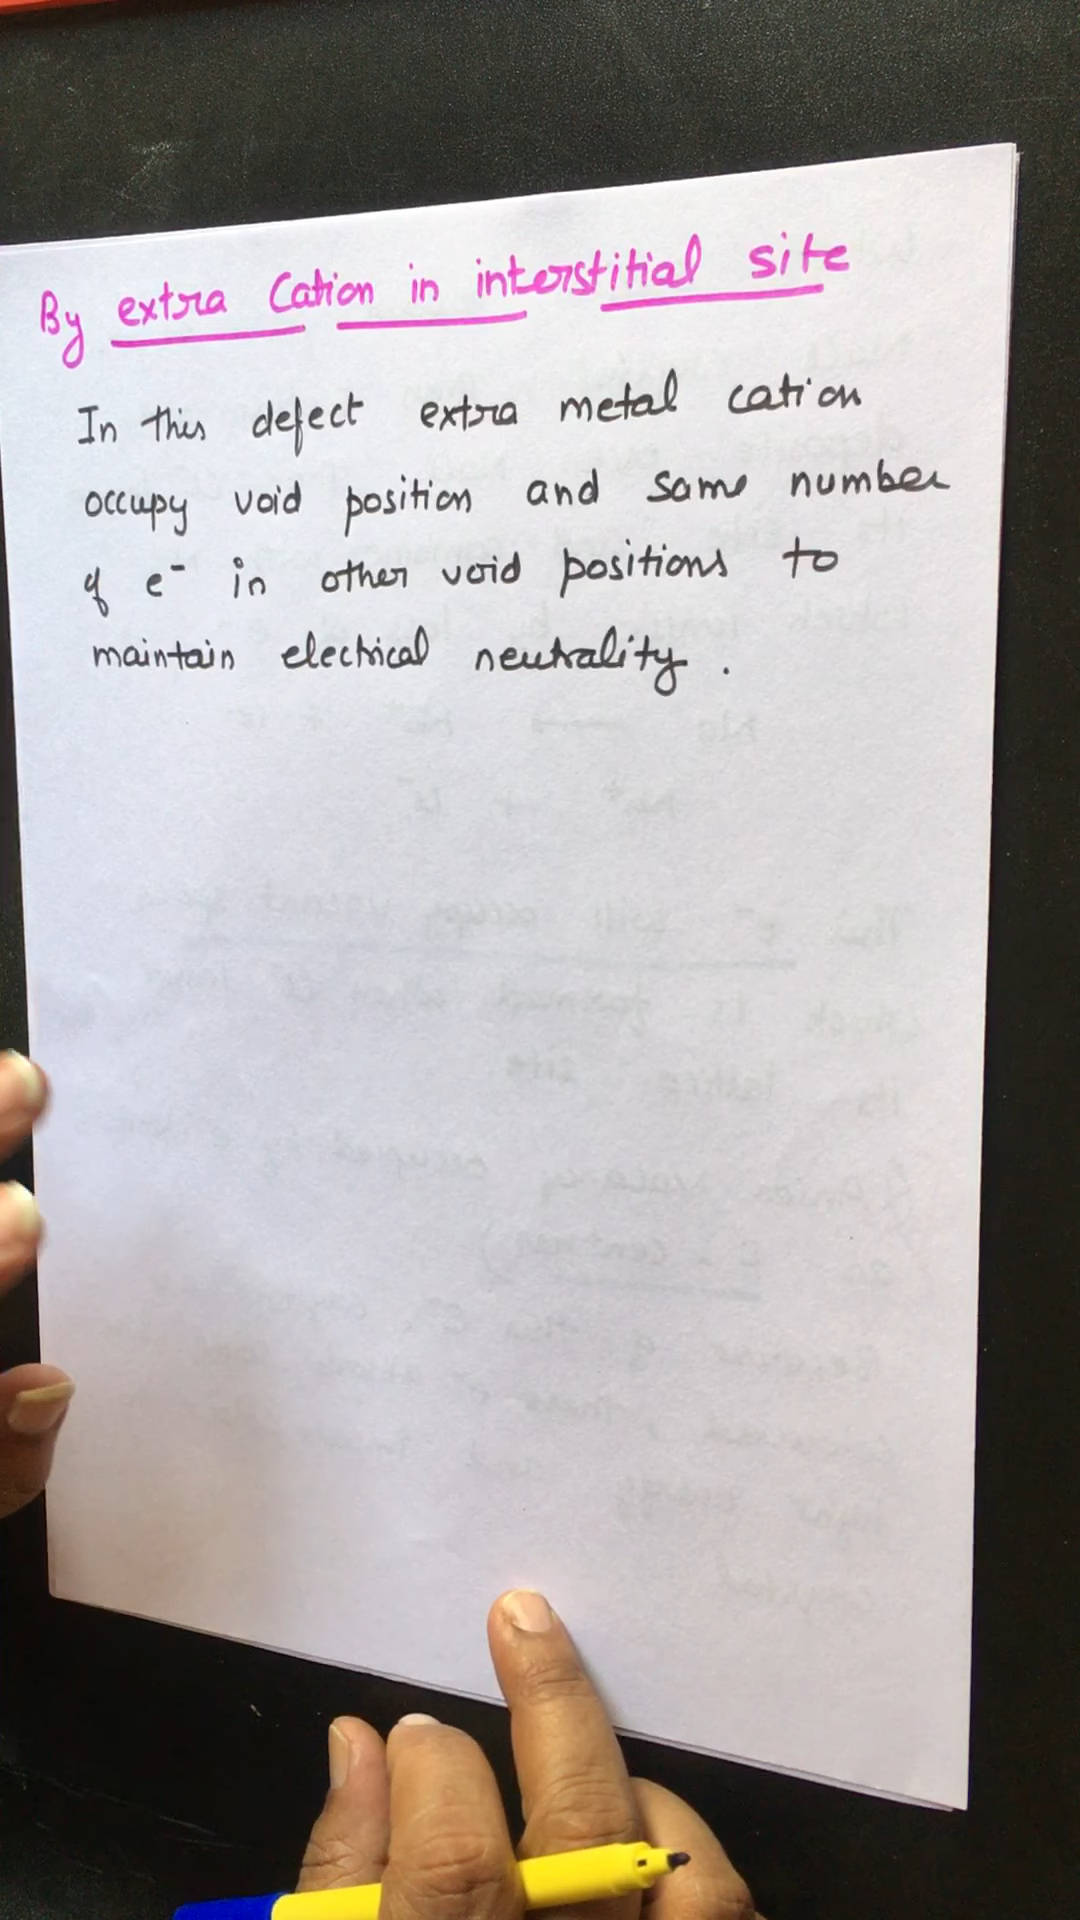 By extra Cation in interstitial site
In this defect extra metal cation
occupy void position and same number
of e⁻ in other void positions to
maintain electrical neutrality.